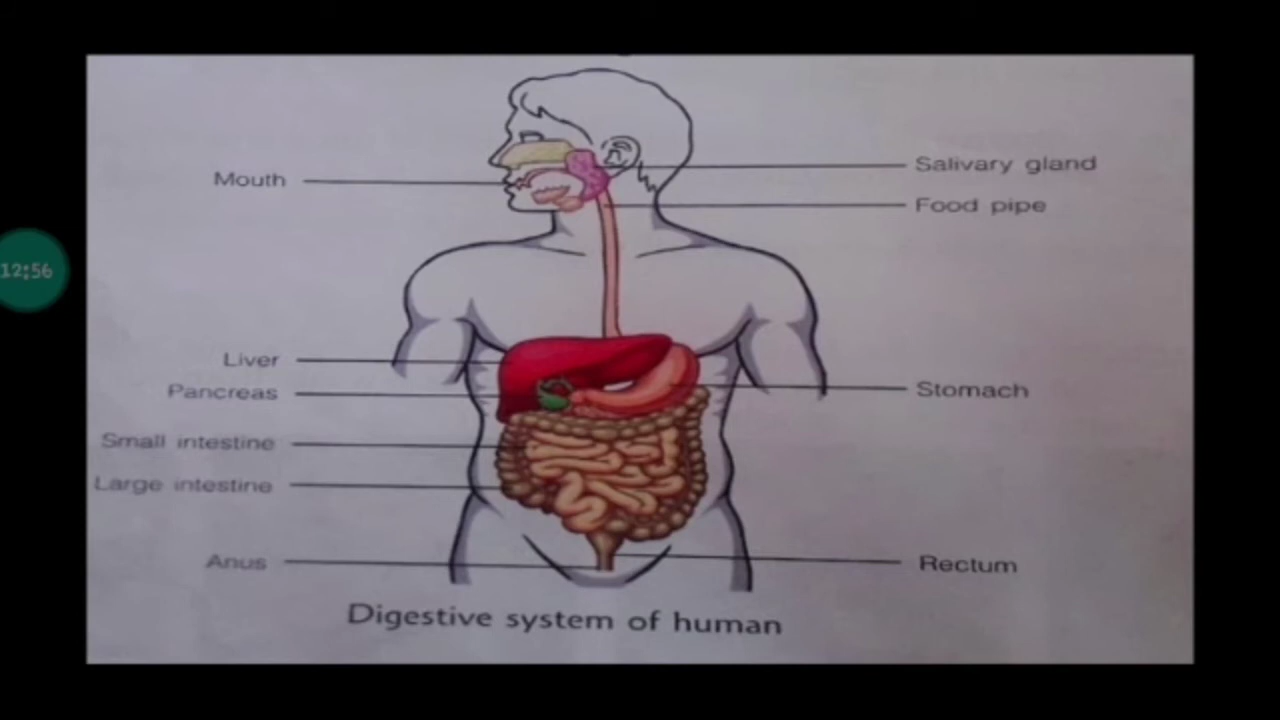 Mouth
Salivary gland
Food pipe
12:56
Liver
Pancreas
Stomach
Small intestine
Large intestine
Anus
Rectum
Digestive system of human